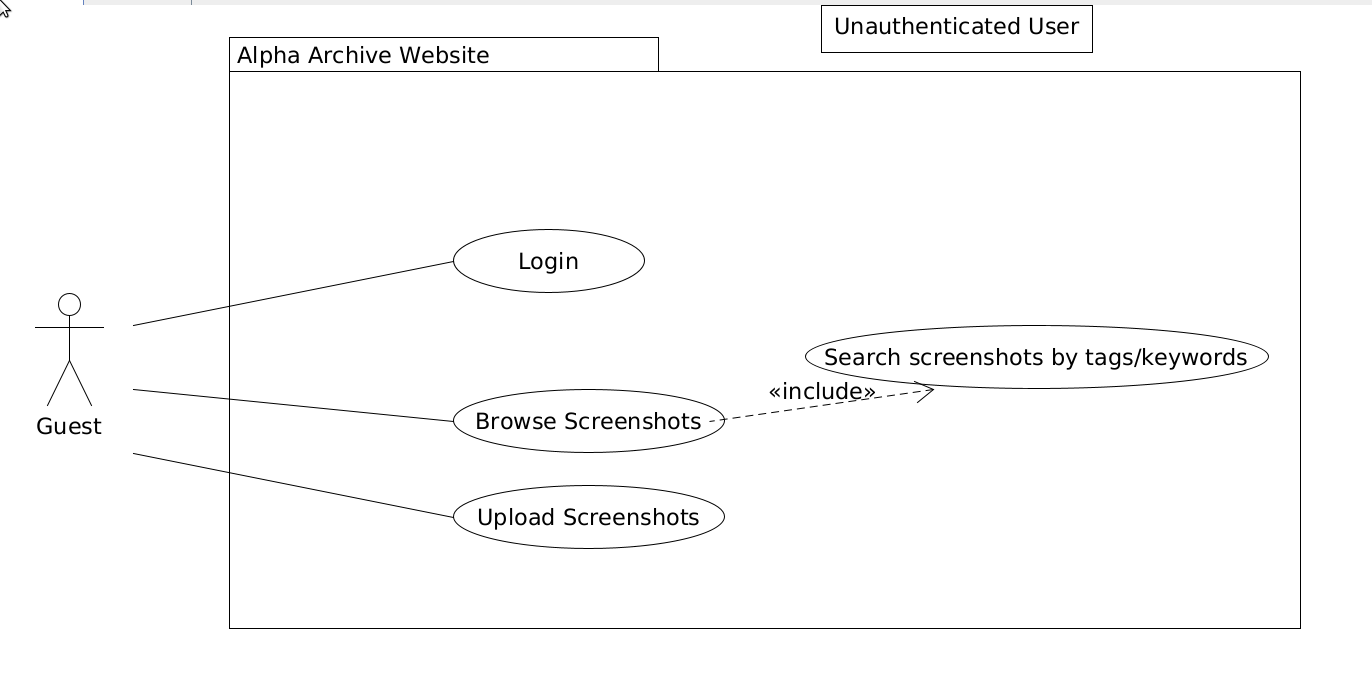 Unauthenticated User
Alpha Archive Website
Login
Search screenshots by tags/keywords
«include»
Browse Screenshots
Guest
Upload Screenshots